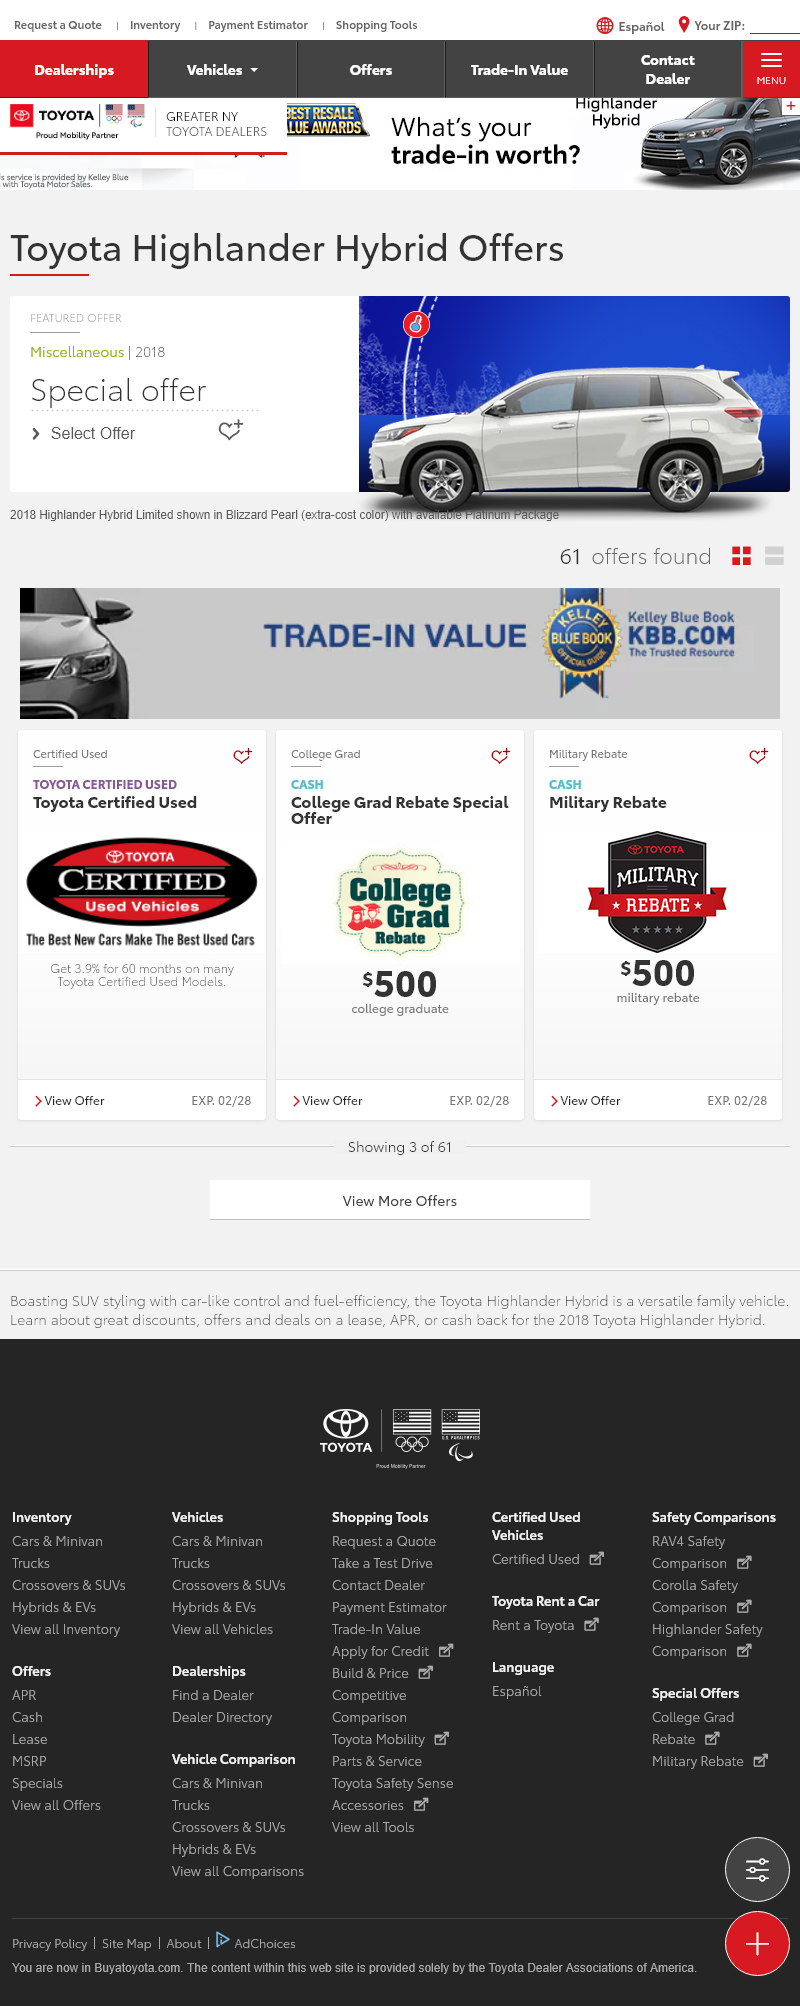 Request a Quote | Inventory | Payment Estimator | Shopping Tools
Español
Your ZIP:
Dealerships
Vehicles
Offers
Trade-In Value
Contact
Dealer
MENU
TOYOTA
Proud Mobility Partner
GREATER NY
TOYOTA DEALERS
BEST RESALE
VALUE AWARDS
What's your
trade-in worth?
Highlander
Hybrid
s service is provided by Kelley Blue
with Toyota Motor Sales.
Toyota Highlander Hybrid Offers
FEATURED OFFER
Miscellaneous | 2018
Special offer
Select Offer
2018 Highlander Hybrid Limited shown in Blizzard Pearl (extra-cost color) with available Platinum Package
61 offers found
TRADE-IN VALUE
KELLEY
BLUE BOOK
OFFICIAL GUIDE
Kelley Blue Book
KBB.COM
The Trusted Resource
Certified Used
TOYOTA CERTIFIED USED
Toyota Certified Used
TOYOTA
CERTIFIED
Used Vehicles
The Best New Cars Make The Best Used Cars
Get 3.9% for 60 months on many
Toyota Certified Used Models.
View Offer
EXP. 02/28
College Grad
CASH
College Grad Rebate Special
Offer
College
Grad
Rebate
$500
college graduate
View Offer
EXP. 02/28
Military Rebate
CASH
Military Rebate
TOYOTA
MILITARY
REBATE
$500
military rebate
View Offer
EXP. 02/28
Showing 3 of 61
View More Offers
Boasting SUV styling with car-like control and fuel-efficiency, the Toyota Highlander Hybrid is a versatile family vehicle.
Learn about great discounts, offers and deals on a lease, APR, or cash back for the 2018 Toyota Highlander Hybrid.
TOYOTA
U.S. PARALYMPICS
Proud Mobility Partner
Inventory
Cars & Minivan
Trucks
Crossovers & SUVs
Hybrids & EVs
View all Inventory
Offers
APR
Cash
Lease
MSRP
Specials
View all Offers
Vehicles
Cars & Minivan
Trucks
Crossovers & SUVs
Hybrids & EVs
View all Vehicles
Dealerships
Find a Dealer
Dealer Directory
Vehicle Comparison
Cars & Minivan
Trucks
Crossovers & SUVs
Hybrids & EVs
View all Comparisons
Shopping Tools
Request a Quote
Take a Test Drive
Contact Dealer
Payment Estimator
Trade-In Value
Apply for Credit
Build & Price
Competitive
Comparison
Toyota Mobility
Parts & Service
Toyota Safety Sense
Accessories
View all Tools
Certified Used
Vehicles
Certified Used
Toyota Rent a Car
Rent a Toyota
Language
Español
Safety Comparisons
RAV4 Safety
Comparison
Corolla Safety
Comparison
Highlander Safety
Comparison
Special Offers
College Grad
Rebate
Military Rebate
Privacy Policy | Site Map | About | AdChoices
You are now in Buyatoyota.com. The content within this web site is provided solely by the Toyota Dealer Associations of America.